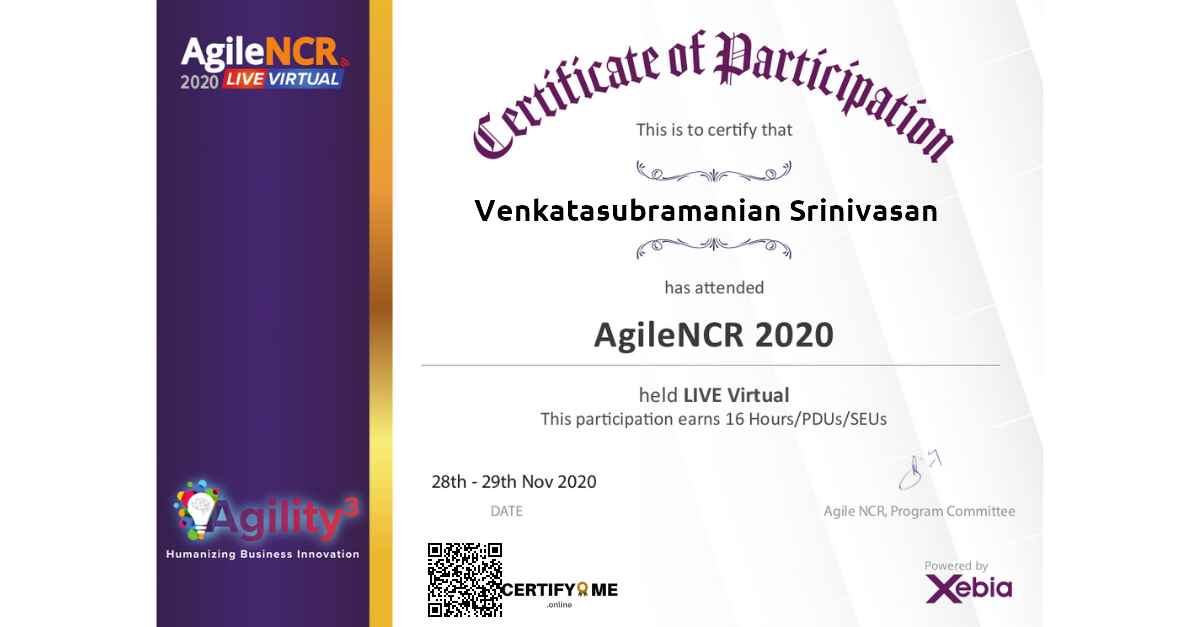 AgileNCR
2020 LIVE VIRTUAL
Certificate of Participation
This is to certify that
Venkatasubramanian Srinivasan
has attended
AgileNCR 2020
held LIVE Virtual
This participation earns 16 Hours/PDUs/SEUs
28th - 29th Nov 2020
DATE
Agile NCR, Program Committee
Agility³
Humanizing Business Innovation
CERTIFY ME
.online
Powered by
Xebia